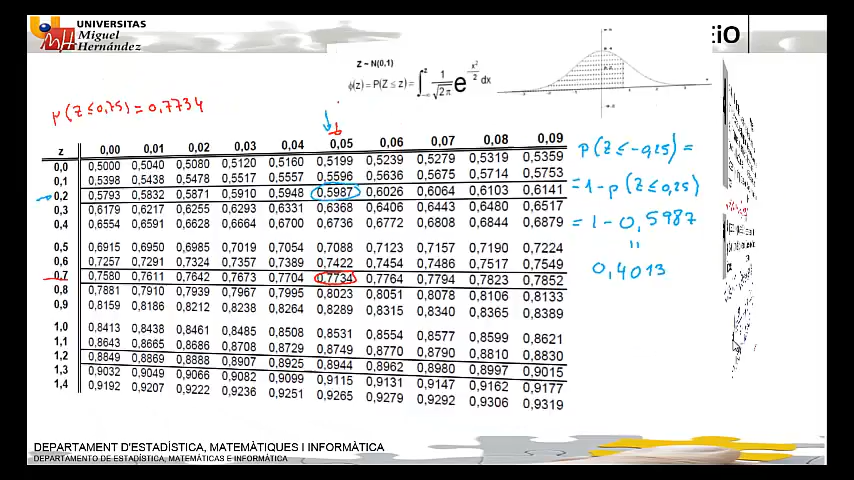 UNIVERSITAS
Miguel
Hernández
iO
Z ~ N(0,1)
ϕ(z) = P(Z ≤ z) = ∫ 1/√2π e x²/2 dx
p(Z ≤ 0,75) = 0,7734
z 0,00 0,01 0,02 0,03 0,04 0,05 0,06 0,07 0,08 0,09
0,0 0,5000 0,5040 0,5080 0,5120 0,5160 0,5199 0,5239 0,5279 0,5319 0,5359
0,1 0,5398 0,5438 0,5478 0,5517 0,5557 0,5596 0,5636 0,5675 0,5714 0,5753
0,2 0,5793 0,5832 0,5871 0,5910 0,5948 0,5987 0,6026 0,6064 0,6103 0,6141
0,3 0,6179 0,6217 0,6255 0,6293 0,6331 0,6368 0,6406 0,6443 0,6480 0,6517
0,4 0,6554 0,6591 0,6628 0,6664 0,6700 0,6736 0,6772 0,6808 0,6844 0,6879
0,5 0,6915 0,6950 0,6985 0,7019 0,7054 0,7088 0,7123 0,7157 0,7190 0,7224
0,6 0,7257 0,7291 0,7324 0,7357 0,7389 0,7422 0,7454 0,7486 0,7517 0,7549
0,7 0,7580 0,7611 0,7642 0,7673 0,7704 0,7734 0,7764 0,7794 0,7823 0,7852
0,8 0,7881 0,7910 0,7939 0,7967 0,7995 0,8023 0,8051 0,8078 0,8106 0,8133
0,9 0,8159 0,8186 0,8212 0,8238 0,8264 0,8289 0,8315 0,8340 0,8365 0,8389
1,0 0,8413 0,8438 0,8461 0,8485 0,8508 0,8531 0,8554 0,8577 0,8599 0,8621
1,1 0,8643 0,8665 0,8686 0,8708 0,8729 0,8749 0,8770 0,8790 0,8810 0,8830
1,2 0,8849 0,8869 0,8888 0,8907 0,8925 0,8944 0,8962 0,8980 0,8997 0,9015
1,3 0,9032 0,9049 0,9066 0,9082 0,9099 0,9115 0,9131 0,9147 0,9162 0,9177
1,4 0,9192 0,9207 0,9222 0,9236 0,9251 0,9265 0,9279 0,9292 0,9306 0,9319
p(Z ≤ -0,25) =
= 1 - p(Z ≤ 0,25)
= 1 - 0,5987
=
0,4013
DEPARTAMENT D'ESTADÍSTICA, MATEMÀTIQUES I INFORMÀTICA
DEPARTAMENTO DE ESTADÍSTICA, MATEMÁTICAS E INFORMÁTICA